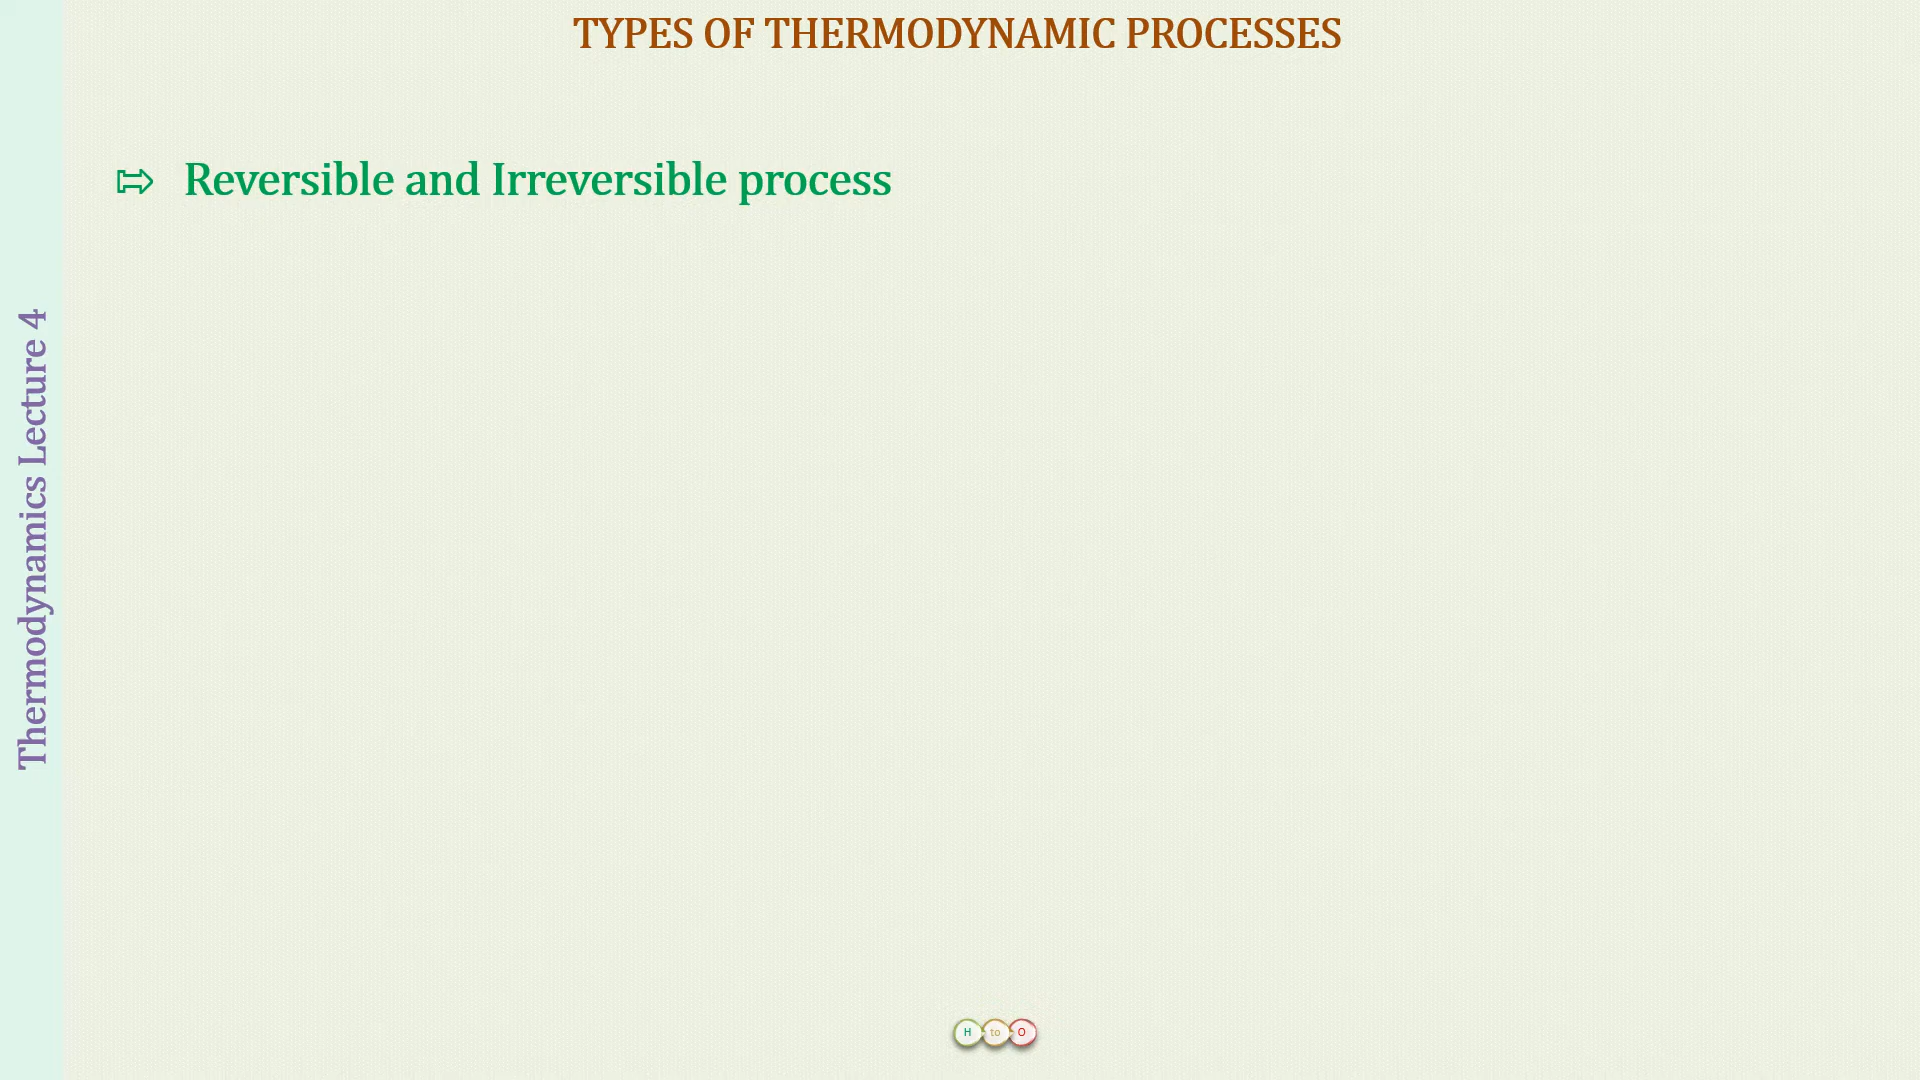 TYPES OF THERMODYNAMIC PROCESSES
⇰ Reversible and Irreversible process
Thermodynamics Lecture 4
H to O